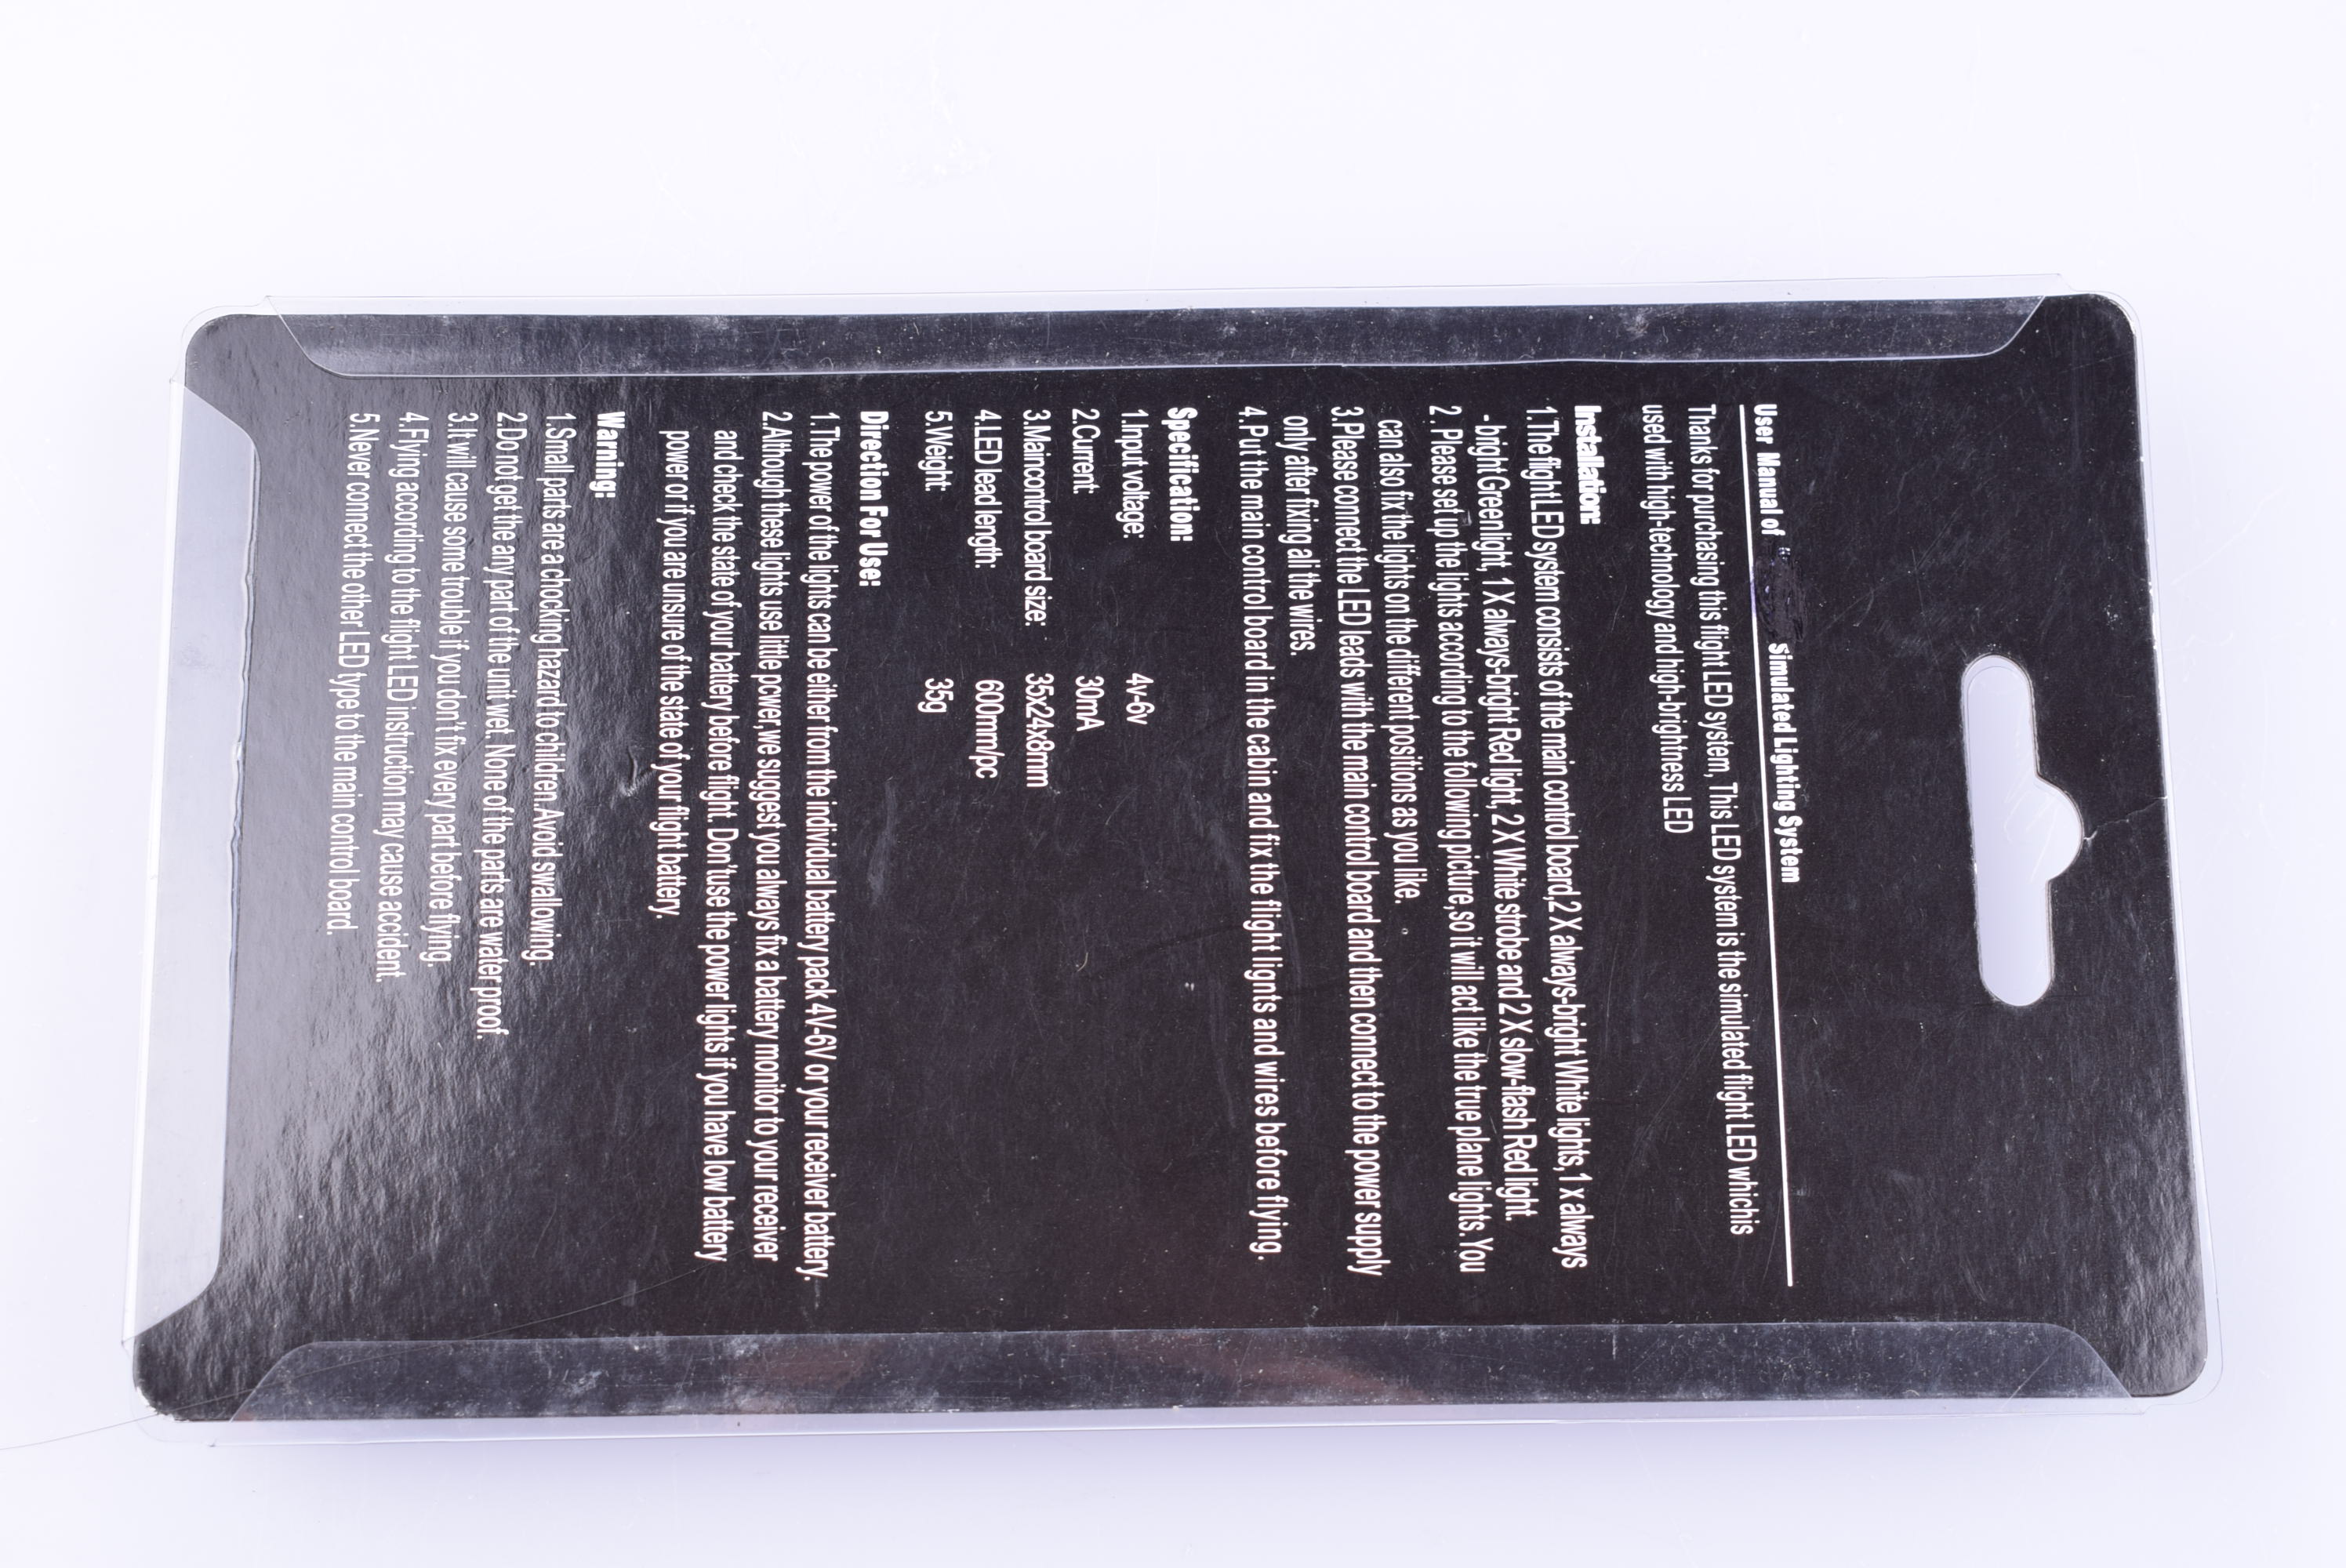 User Manual of Simulated Lighting System
Thanks for purchasing this flight LED system, This LED system is the simulated flight LED whichis
used with high-technology and high-brightness LED
Installation:
1.The flight LED system consists of the main control board,2 X always-bright White lights,1 x always
-bright Green light, 1 X always-bright Red light, 2 X White strobe and 2 X slow-flash Red light.
2. Please set up the lights according to the following picture,so it will act like the true plane lights. You
can also fix the lights on the different positions as you like.
3.Please connect the LED leads with the main control board and then connect to the power supply
only after fixing all the wires.
4. Put the main control board in the cabin and fix the flight lignts and wires before flying.
Specification:
1.Input voltage: 4v-6v
2.Current: 30mA
3.Maincontrol board size: 35x24x8mm
4.LED lead length: 600mm/pc
5.Weight: 35g
Direction For Use:
1.The power of the lights can be either from the individual battery pack 4V-6V or your receiver battery.
2.Although these lights use little power,we suggest you always fix a battery monitor to your receiver
and check the state of your battery before flight. Don'tuse the power lights if you have low battery
power or if you are unsure of the state of your flight battery.
Warning:
1.Small parts are a chocking hazard to children.Avoid swallowing.
2.Do not get the any part of the unit wet. None of the parts are water proof.
3.It will cause some trouble if you don't fix every part before flying.
4.Flying according to the flight LED instruction may cause accident.
5.Never connect the other LED type to the main control board.